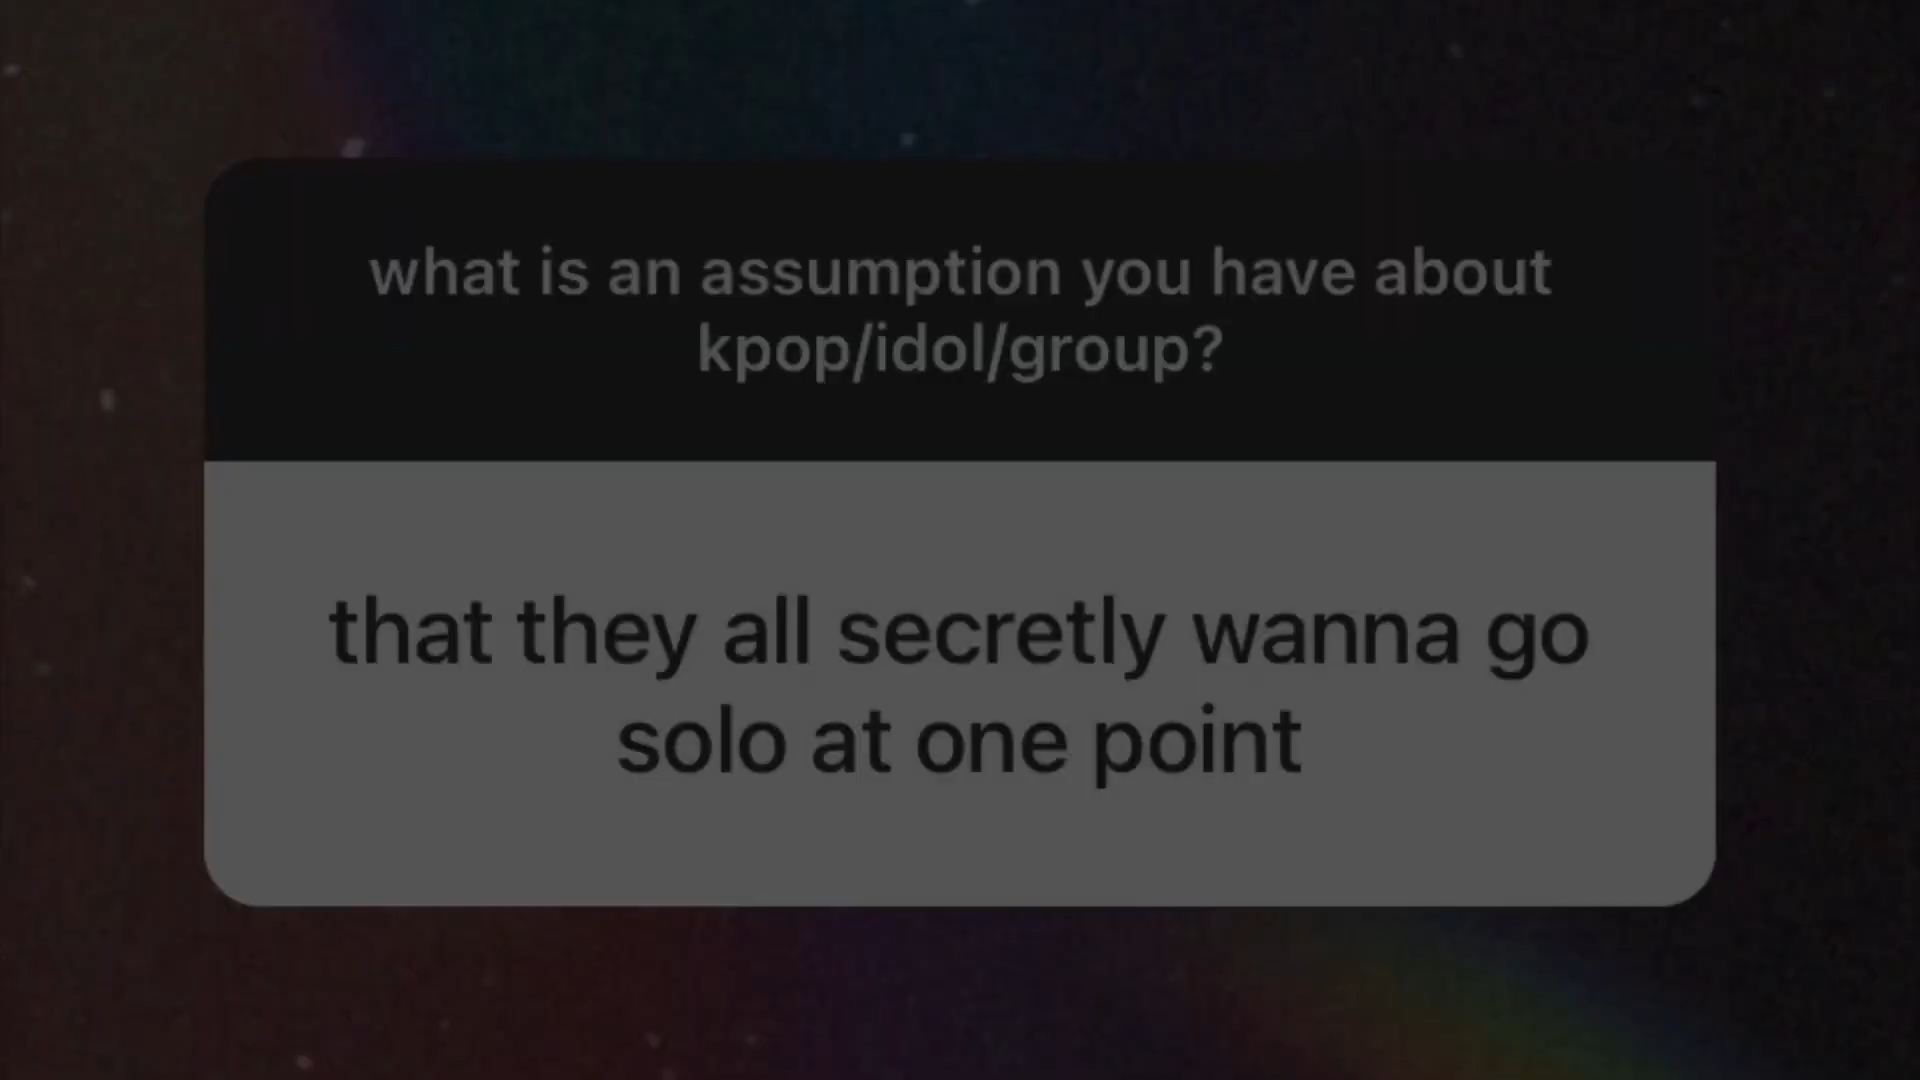 what is an assumption you have about
kpop/idol/group?
that they all secretly wanna go
solo at one point